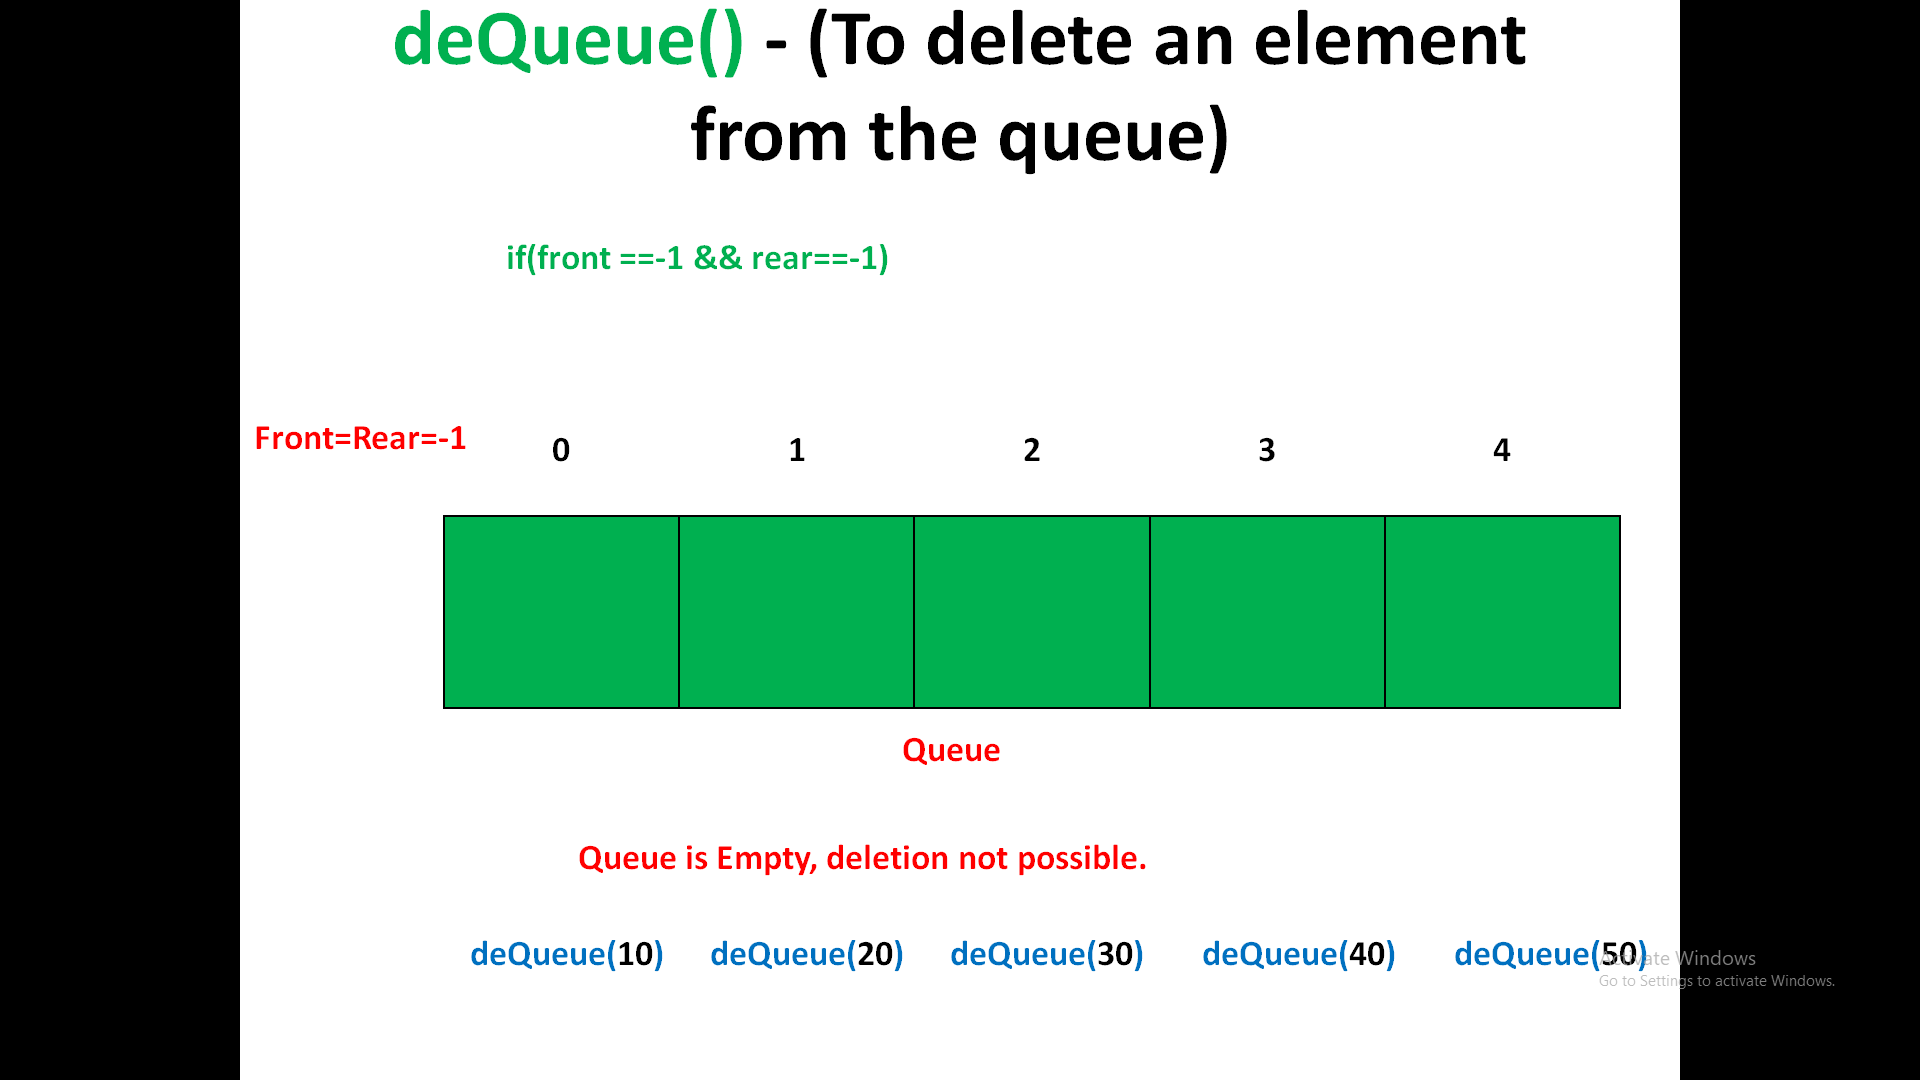 deQueue() - (To delete an element
from the queue)
if(front ==-1 && rear==-1)
Front=Rear=-1
0 1 2 3 4
Queue
Queue is Empty, deletion not possible.
deQueue(10) deQueue(20) deQueue(30) deQueue(40) deQueue(50)
Activate Windows
Go to Settings to activate Windows.